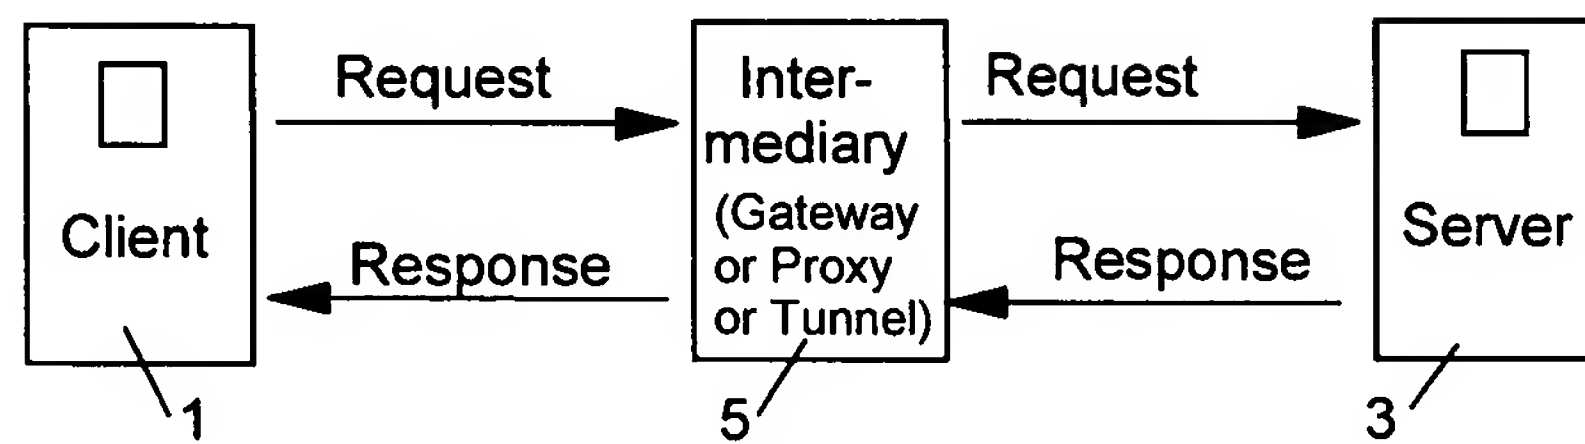 Client
Request
Response
1
Inter-
mediary
(Gateway
or Proxy
or Tunnel)
5
Request
Response
Server
3